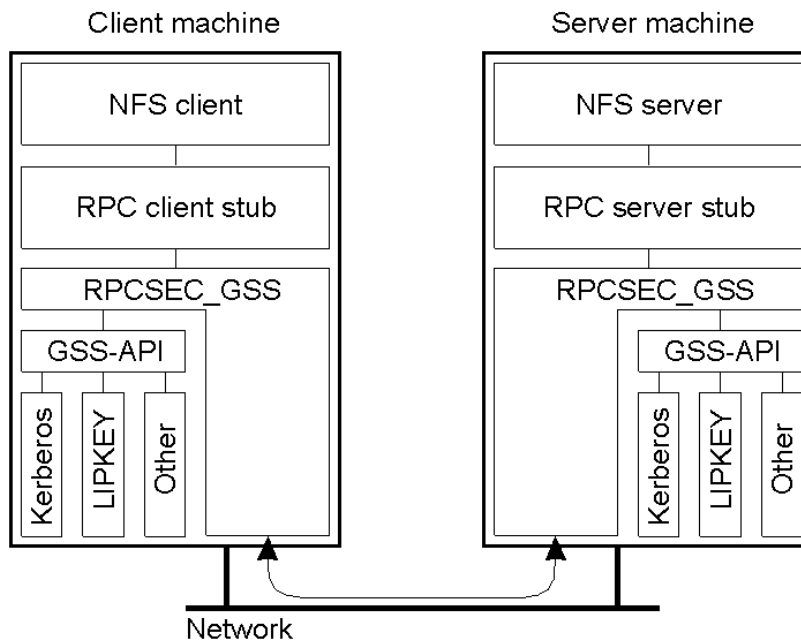 Client machine
Server machine
NFS client
NFS server
RPC client stub
RPC server stub
RPCSEC_GSS
RPCSEC_GSS
GSS-API
GSS-API
Kerberos
LIPKEY
Other
Kerberos
LIPKEY
Other
Network